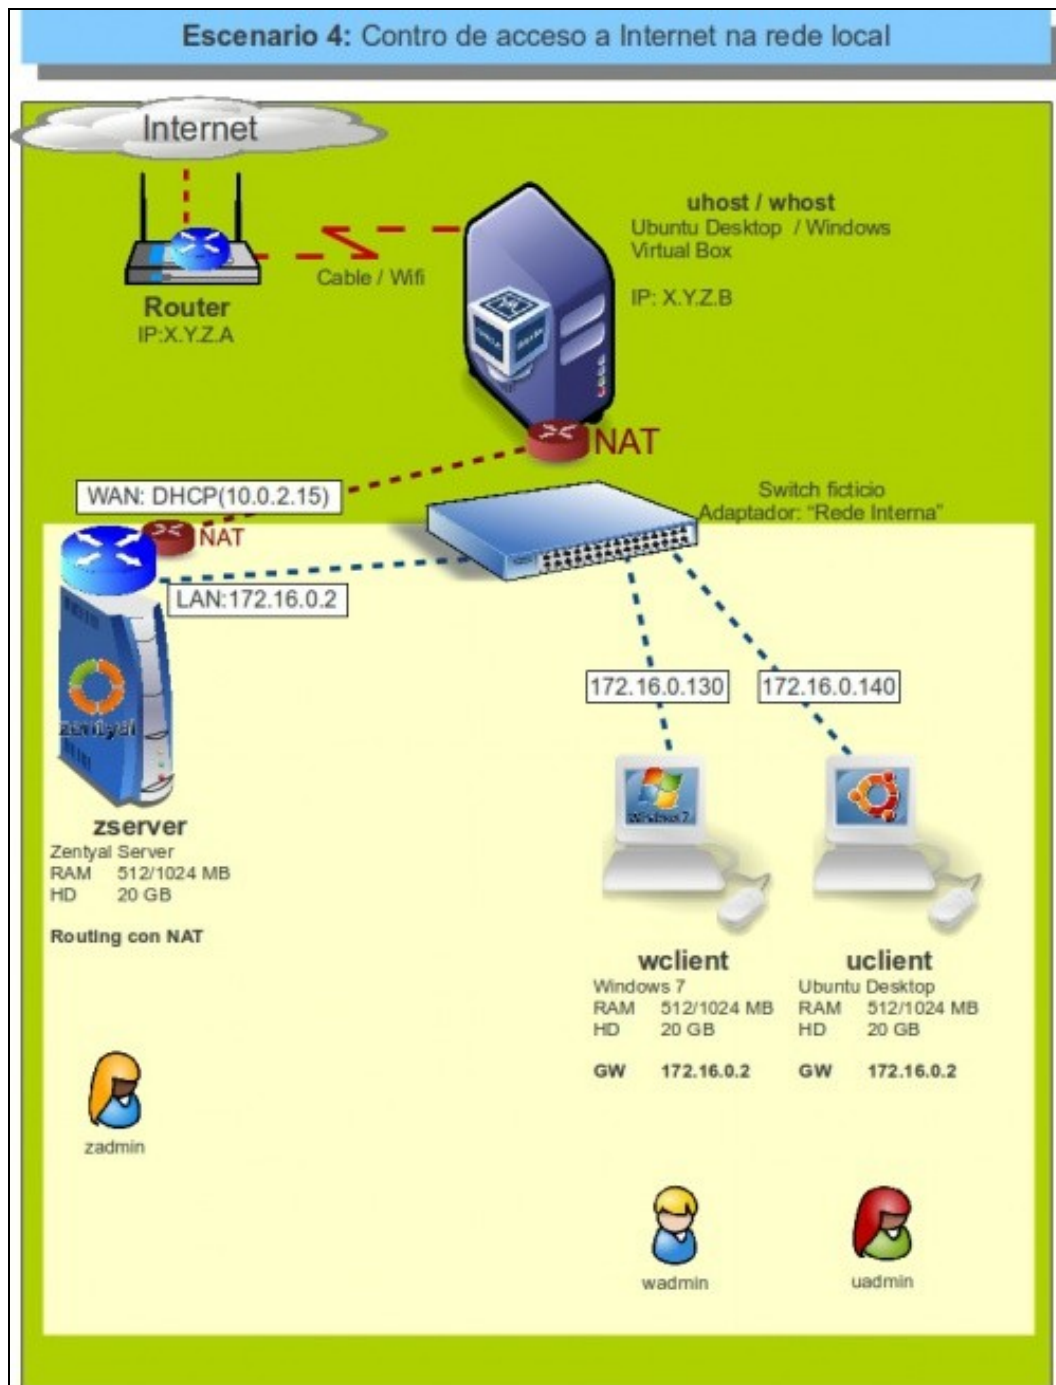 Escenario 4: Contro de acceso a Internet na rede local
Internet
Router
IP:X.Y.Z.A
Cable / Wifi
uhost / whost
Ubuntu Desktop / Windows
Virtual Box
IP: X.Y.Z.B
NAT
WAN: DHCP(10.0.2.15)
Switch ficticio
Adaptador: “Rede Interna”
NAT
LAN:172.16.0.2
172.16.0.130
172.16.0.140
zentyal
Windows 7
zserver
Zentyal Server
RAM 512/1024 MB
HD 20 GB
Routing con NAT
wclient
Windows 7
RAM 512/1024 MB
HD 20 GB
GW 172.16.0.2
uclient
Ubuntu Desktop
RAM 512/1024 MB
HD 20 GB
GW 172.16.0.2
zadmin
wadmin
uadmin